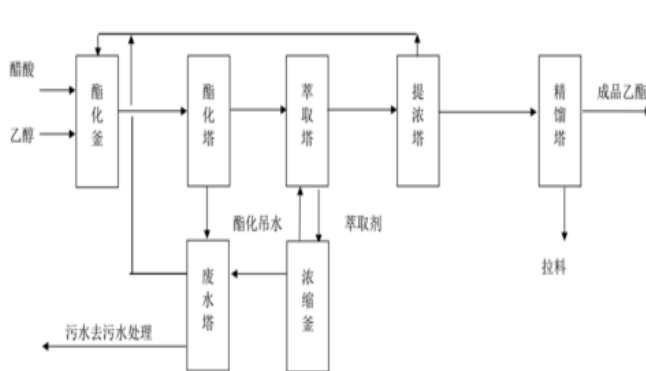 醋酸
乙醇
酯化釜
酯化塔
萃取塔
提浓塔
精馏塔
成品乙酯
酯化吊水
萃取剂
拉料
废水塔
浓缩釜
污水去污水处理